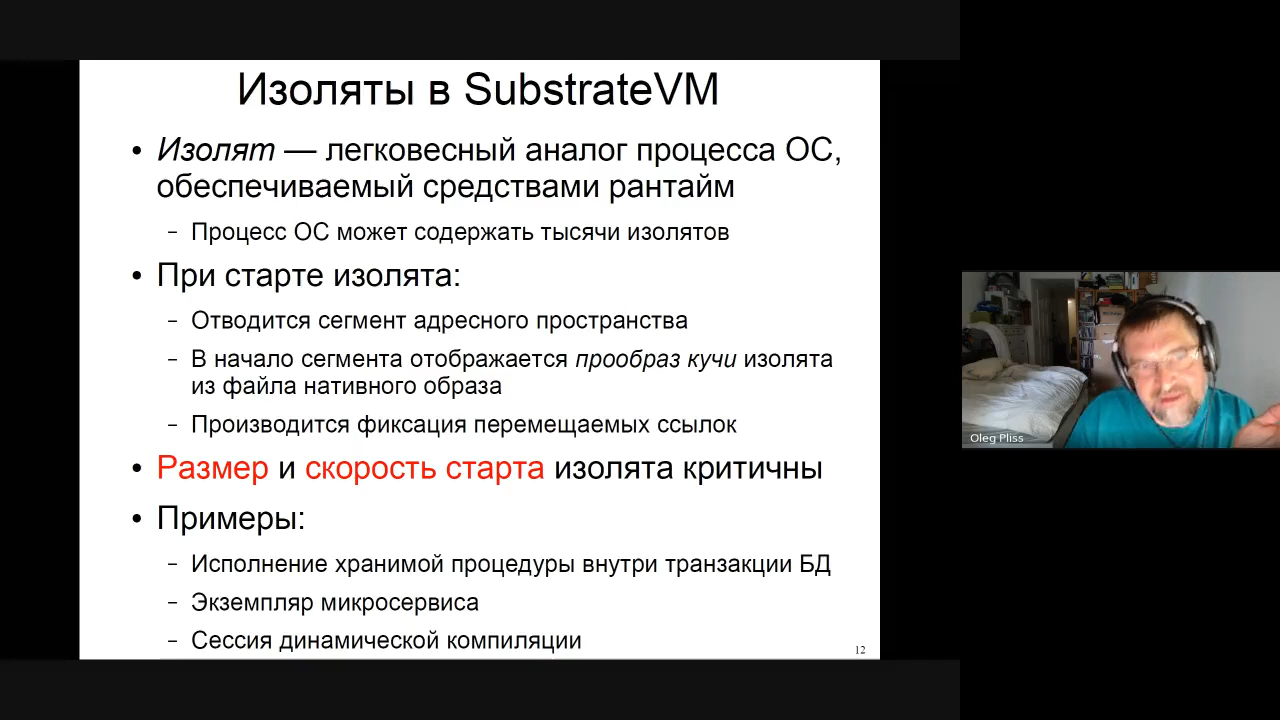 Изоляты в SubstrateVM
• Изолят — легковесный аналог процесса ОС,
обеспечиваемый средствами рантайм
– Процесс ОС может содержать тысячи изолятов
• При старте изолята:
– Отводится сегмент адресного пространства
– В начало сегмента отображается прообраз кучи изолята
из файла нативного образа
– Производится фиксация перемещаемых ссылок
• Размер и скорость старта изолята критичны
• Примеры:
– Исполнение хранимой процедуры внутри транзакции БД
– Экземпляр микросервиса
– Сессия динамической компиляции
12
Oleg Pliss